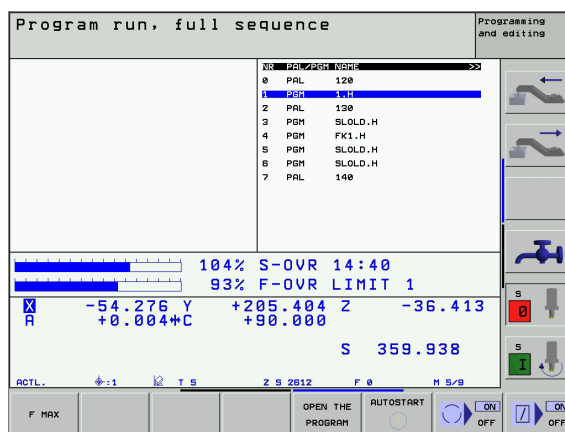 Program run, full sequence
Programming
and editing
NR PAL/PGM NAME >>
0 PAL 120
1 PGM 1.H
2 PAL 130
3 PGM SLOLD.H
4 PGM FK1.H
5 PGM SLOLD.H
6 PGM SLOLD.H
7 PAL 140
104% S-OVR 14:40
93% F-OVR LIMIT 1
X -54.276 Y +205.404 Z -36.413
A +0.004 C +90.000
S 359.938
ACTL. :1 T 5 Z S 2612 F 0 M 5/9
S
0
S
I
F MAX
OPEN THE
PROGRAM
AUTOSTART
ON
OFF
ON
OFF